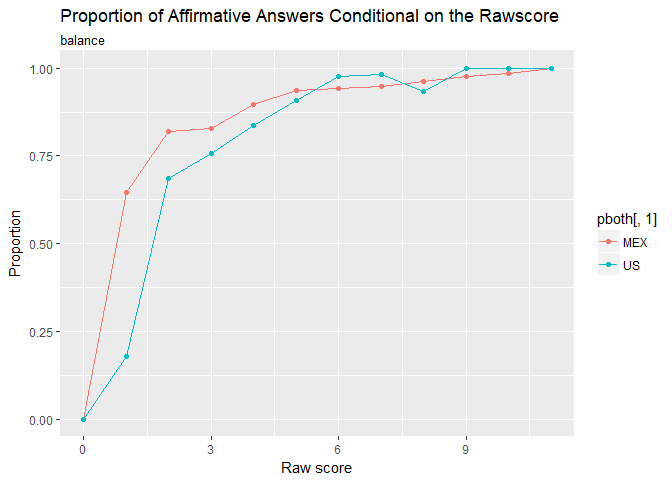 Proportion of Affirmative Answers Conditional on the Rawscore
balance
1.00
0.75
0.50
0.25
0.00
Proportion
0 3 6 9
Raw score
pboth[, 1]
MEX
US